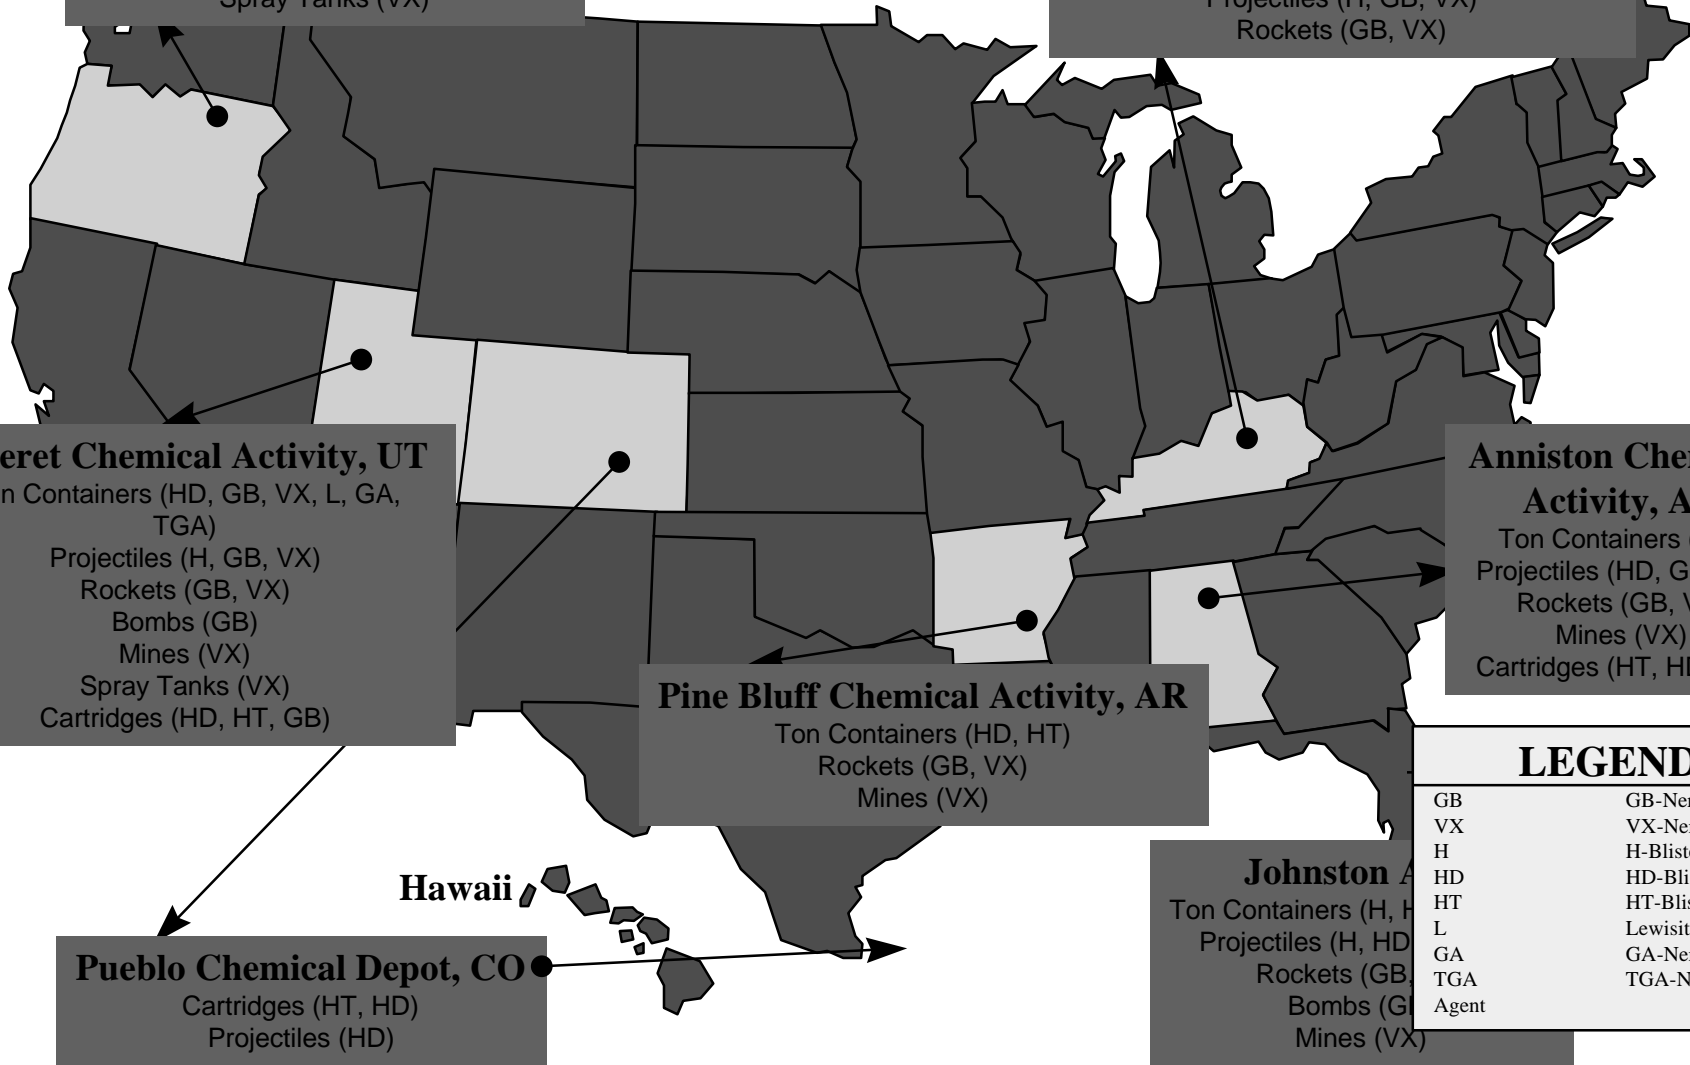 Spray Tanks (VX)
Projectiles (H, GB, VX)
Rockets (GB, VX)
eret Chemical Activity, UT
n Containers (HD, GB, VX, L, GA,
TGA)
Projectiles (H, GB, VX)
Rockets (GB, VX)
Bombs (GB)
Mines (VX)
Spray Tanks (VX)
Cartridges (HD, HT, GB)
Anniston Che
Activity, A
Ton Containers (
Projectiles (HD, G
Rockets (GB, V
Mines (VX)
Cartridges (HT, HD
Pine Bluff Chemical Activity, AR
Ton Containers (HD, HT)
Rockets (GB, VX)
Mines (VX)
Hawaii
Pueblo Chemical Depot, CO
Cartridges (HT, HD)
Projectiles (HD)
Johnston A
Ton Containers (H, H
Projectiles (H, HD
Rockets (GB,
Bombs (GB
Mines (VX)
LEGEND
GB GB-Ner
VX VX-Ne
H H-Blist
HD HD-Bli
HT HT-Blis
L Lewisit
GA GA-Ne
TGA TGA-N
Agent